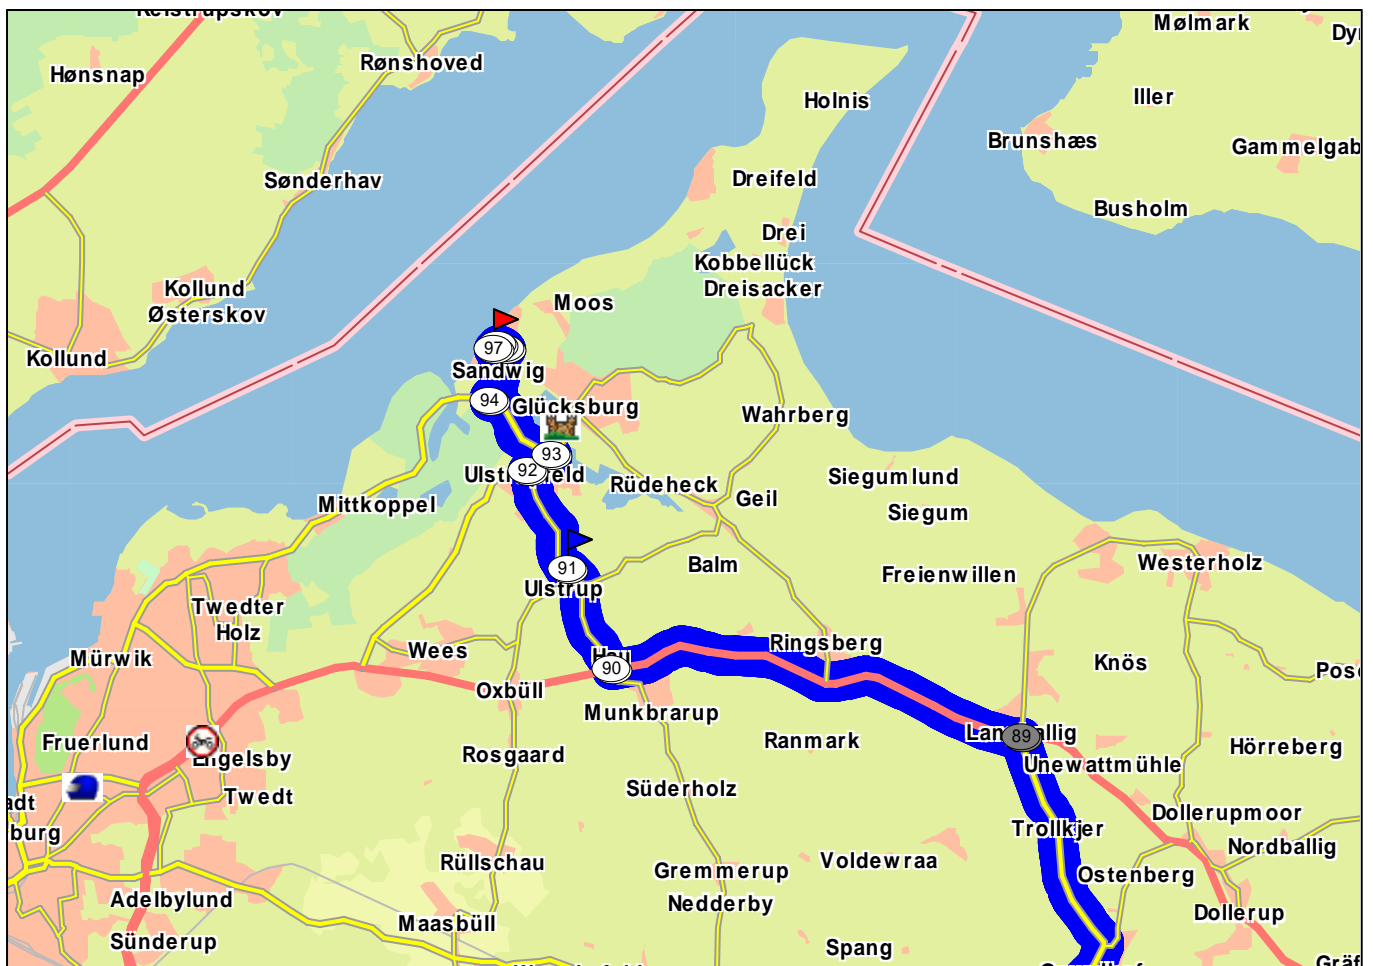 Mølmark
Rønshoved
Hønsnap
Iller
Holnis
Brunshæs
Dreifeld
Sønderhav
Busholm
Drei
Kobbellück
Kollund
Østerskov
Dreisacker
Moos
97
Kollund
Sandwig
94
Glücksburg
Wahrberg
93
92
Siegumlund
Rüdeheck
Geil
Mittkoppel
Siegum
91
Balm
Westerholz
Freienwillen
Ulstrup
Twedter
Holz
Ringsberg
Wees
Mürwik
90
Knös
Oxbüll
Munkbrarup
89
Fruerlund
Ranmark
Rosgaard
Hörreberg
Engelsby
Unewattmühle
Süderholz
Twedt
Dollerupmoor
Trollkjer
Nordballig
Rüllschau
Voldewraa
Gremmerup
Ostenberg
Adelbylund
Nedderby
Dollerup
Maasbüll
Sünderup
Spang